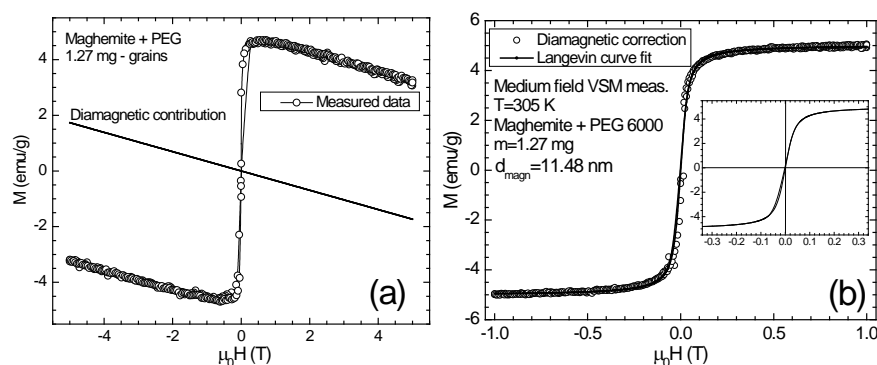 Maghemite + PEG
1.27 mg - grains
Diamagnetic contribution
Measured data
M (emu/g)
4
2
0
-2
-4
-4
-2
0
2
4
μ₀H (T)
(a)
Diamagnetic correction
Langevin curve fit
Medium field VSM meas.
T=305 K
Maghemite + PEG 6000
m=1.27 mg
d_magn=11.48 nm
M (emu/g)
6
4
2
0
-2
-4
-6
-1.0
-0.5
0.0
0.5
1.0
μ₀H (T)
4
2
0
-2
-4
-0.3
-0.2
-0.1
0.0
0.1
0.2
0.3
(b)